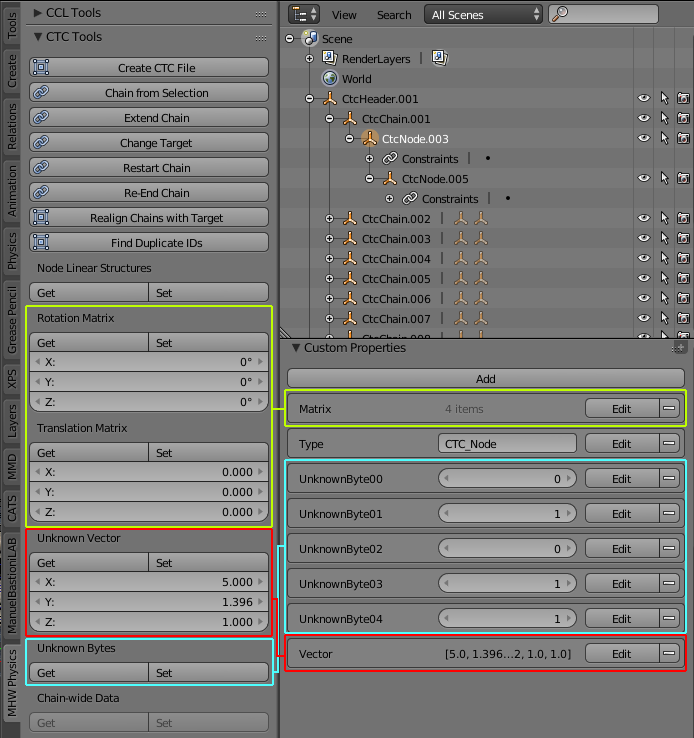 Tools
Create
Relations
Animation
Physics
Grease Pencil
XPS
Layers
MMD
CATS
ManuelBastioniLAB
MHW Physics
CCL Tools
CTC Tools
Create CTC File
Chain from Selection
Extend Chain
Change Target
Restart Chain
Re-End Chain
Realign Chains with Target
Find Duplicate IDs
Node Linear Structures
Get Set
Rotation Matrix
Get Set
X: 0°
Y: 0°
Z: 0°
Translation Matrix
Get Set
X: 0.000
Y: 0.000
Z: 0.000
Unknown Vector
Get Set
X: 5.000
Y: 1.396
Z: 1.000
Unknown Bytes
Get Set
Chain-wide Data
Get Set
View Search All Scenes
Scene
RenderLayers
World
CtcHeader.001
CtcChain.001
CtcNode.003
Constraints
CtcNode.005
Constraints
CtcChain.002
CtcChain.003
CtcChain.004
CtcChain.005
CtcChain.006
CtcChain.007
Custom Properties
Add
Matrix 4 items Edit
Type CTC_Node Edit
UnknownByte00 0 Edit
UnknownByte01 1 Edit
UnknownByte02 0 Edit
UnknownByte03 1 Edit
UnknownByte04 1 Edit
Vector [5.0, 1.396...2, 1.0, 1.0] Edit